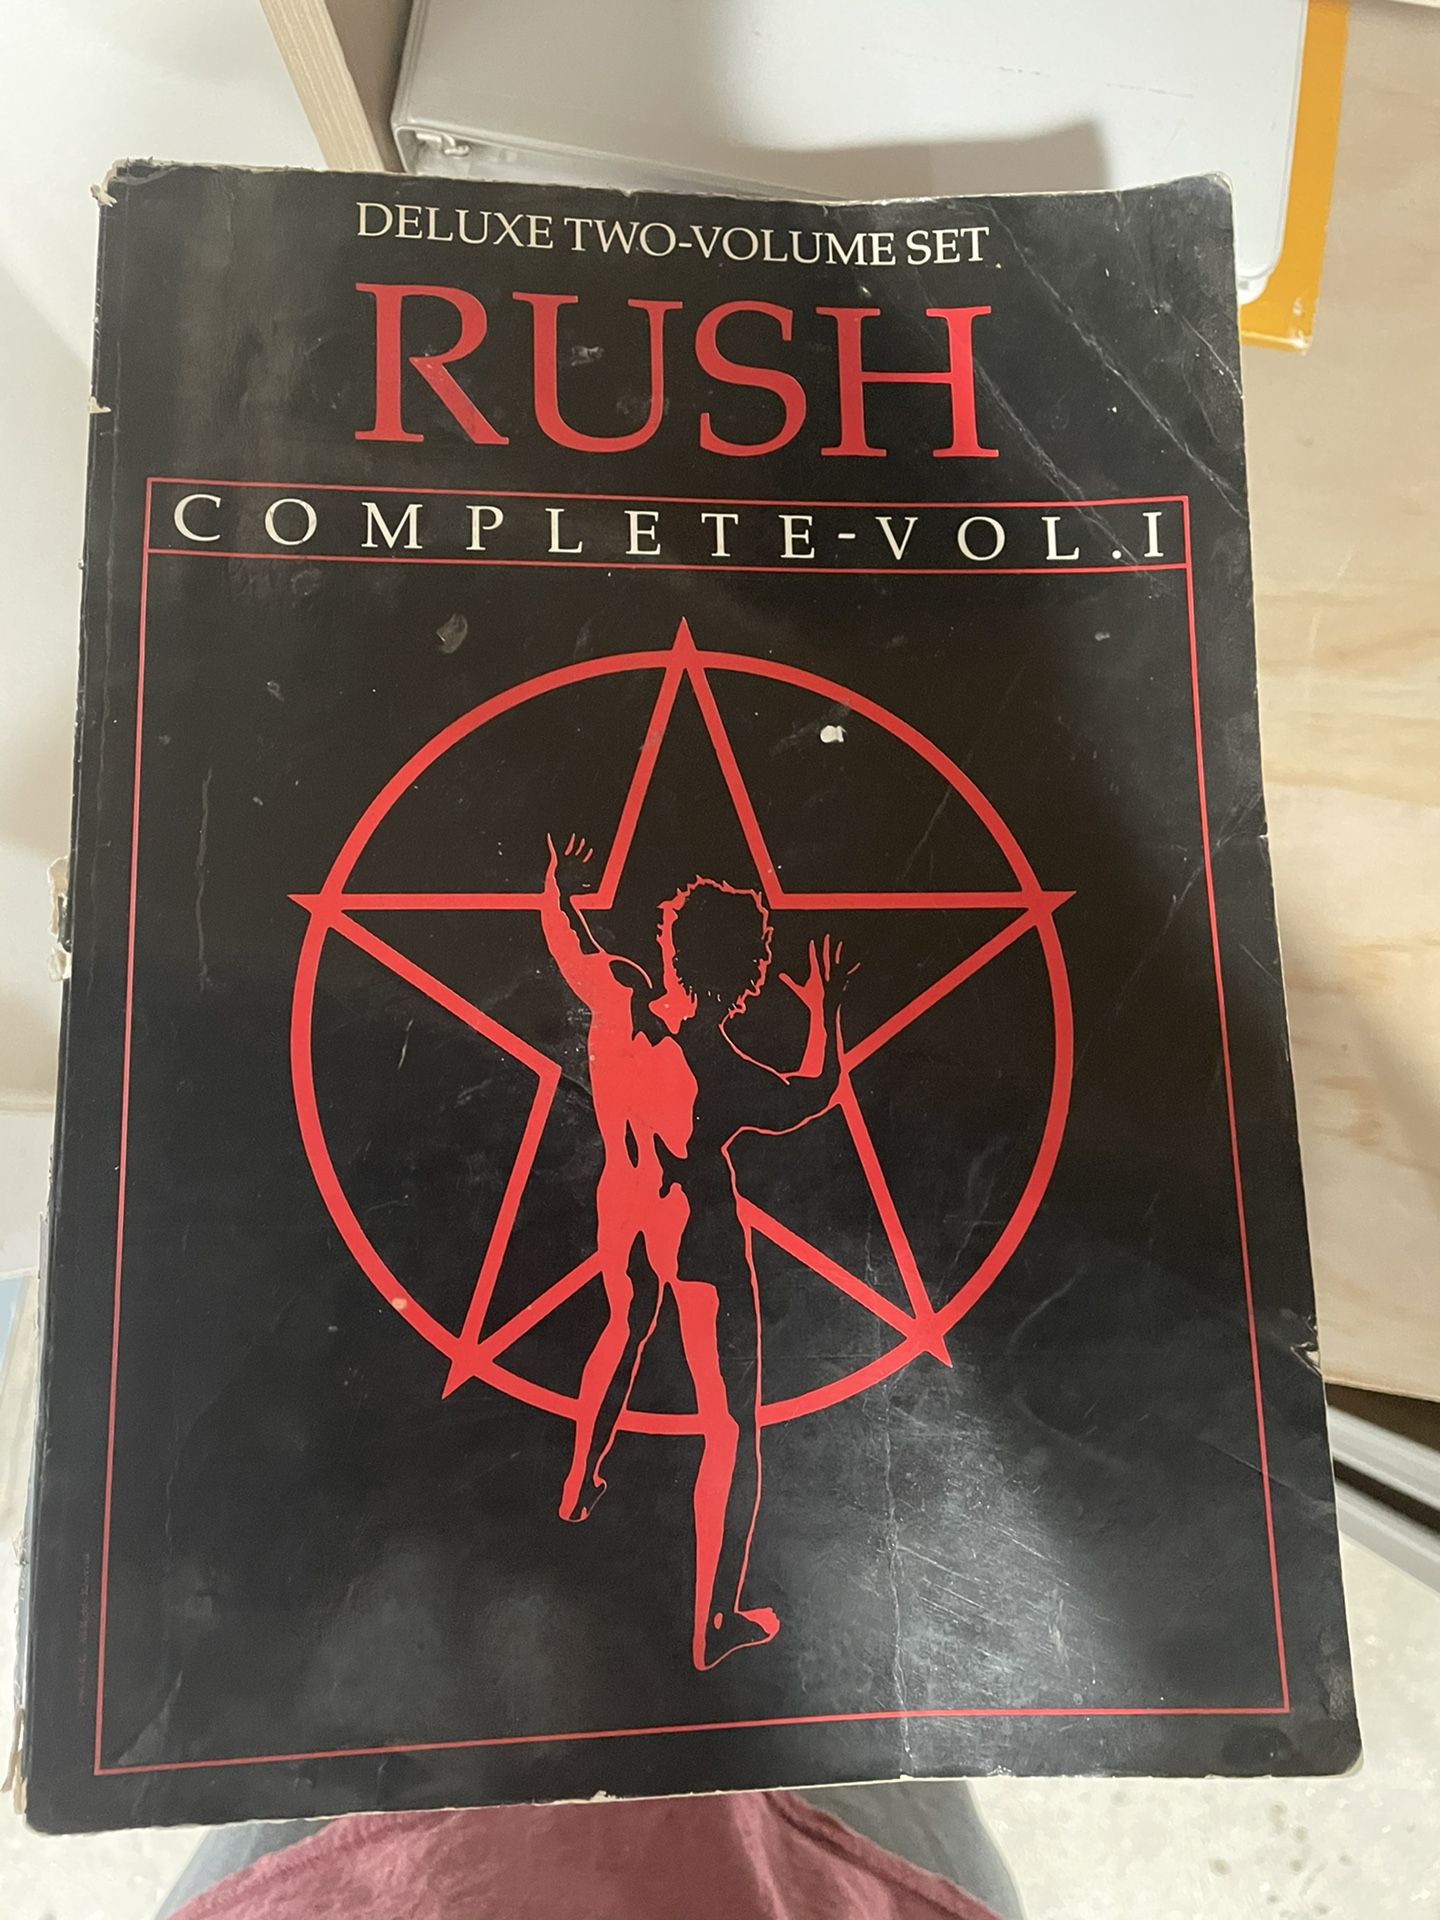 DELUXE TWO-VOLUME SET
RUSH
COMPLETE-VOL.I